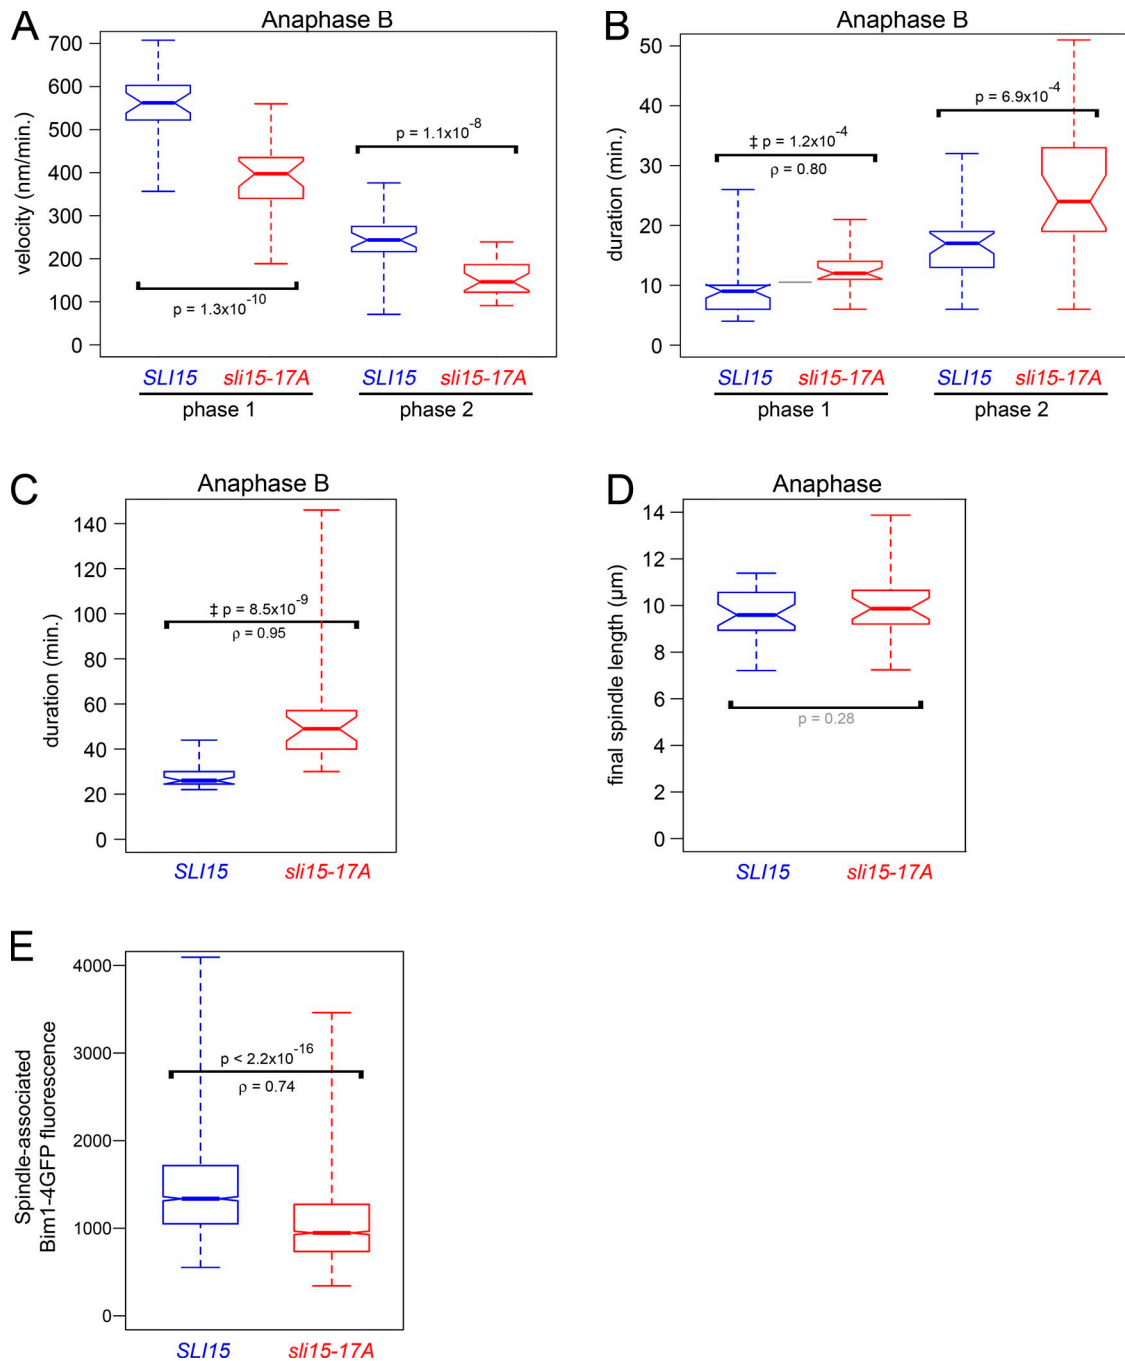 A
Anaphase B
velocity (nm/min.)
700
600
500
400
300
200
100
0
p = 1.3x10^-10
p = 1.1x10^-8
SLI15 sli15-17A SLI15 sli15-17A
phase 1 phase 2
B
Anaphase B
duration (min.)
50
40
30
20
10
0
‡ p = 1.2x10^-4
ρ = 0.80
p = 6.9x10^-4
SLI15 sli15-17A SLI15 sli15-17A
phase 1 phase 2
C
Anaphase B
duration (min.)
140
120
100
80
60
40
20
0
‡ p = 8.5x10^-9
ρ = 0.95
SLI15 sli15-17A
D
Anaphase
final spindle length (µm)
14
12
10
8
6
4
2
0
p = 0.28
SLI15 sli15-17A
E
Spindle-associated
Bim1-4GFP fluorescence
4000
3000
2000
1000
0
p < 2.2x10^-16
ρ = 0.74
SLI15 sli15-17A